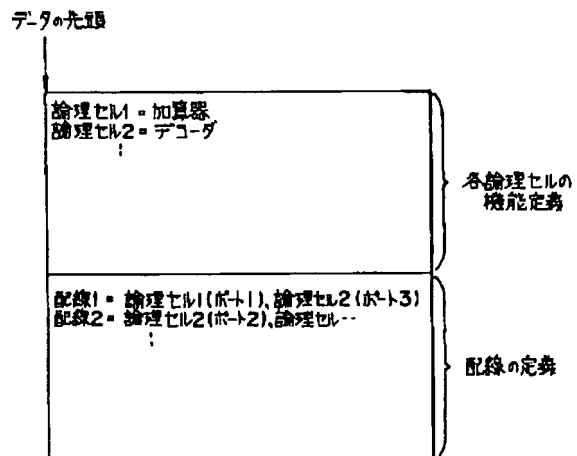 データの先頭
論理セル1 = 加算器
論理セル2 = デコーダ
⋮
各論理セルの
機能定義
配線1 = 論理セル1(ポート1)、論理セル2(ポート3)
配線2 = 論理セル2(ポート2)、論理セル‥
⋮
配線の定義